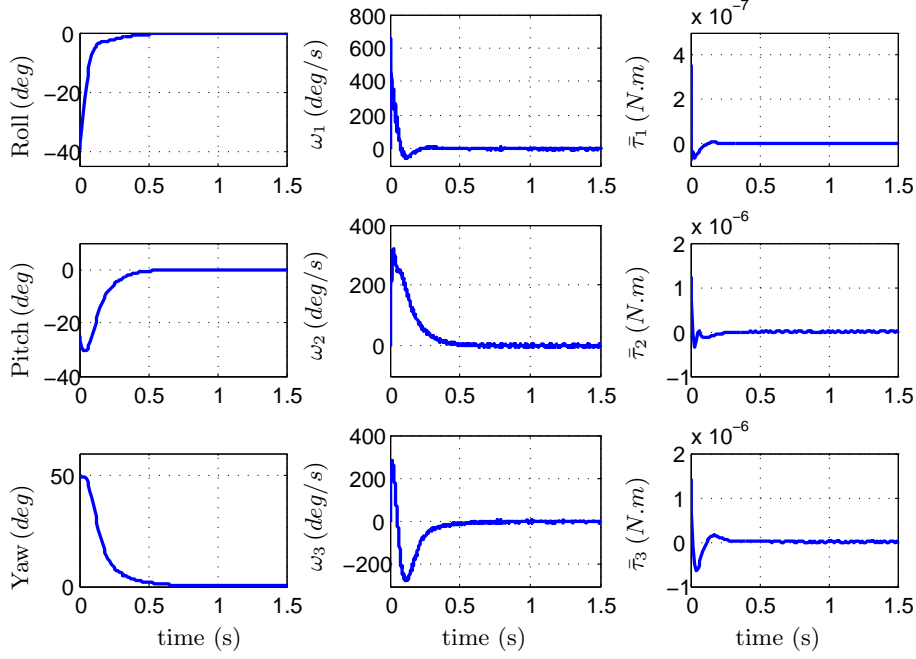 x 10⁻⁷
0
−20
−40
Roll (deg)
0 0.5 1 1.5
800
600
400
200
0
ω₁ (deg/s)
0 0.5 1 1.5
4
2
0
τ̄₁ (N.m)
0 0.5 1 1.5
x 10⁻⁶
0
−20
−40
Pitch (deg)
0 0.5 1 1.5
400
200
0
ω₂ (deg/s)
0 0.5 1 1.5
2
1
0
−1
τ̄₂ (N.m)
0 0.5 1 1.5
x 10⁻⁶
50
0
Yaw (deg)
0 0.5 1 1.5
time (s)
400
200
0
−200
ω₃ (deg/s)
0 0.5 1 1.5
time (s)
2
1
0
−1
τ̄₃ (N.m)
0 0.5 1 1.5
time (s)